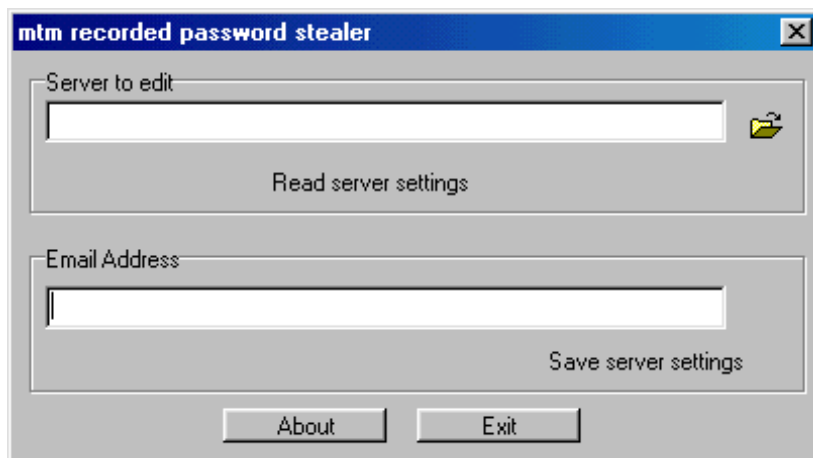 mtm recorded password stealer
Server to edit
Read server settings
Email Address
Save server settings
About Exit